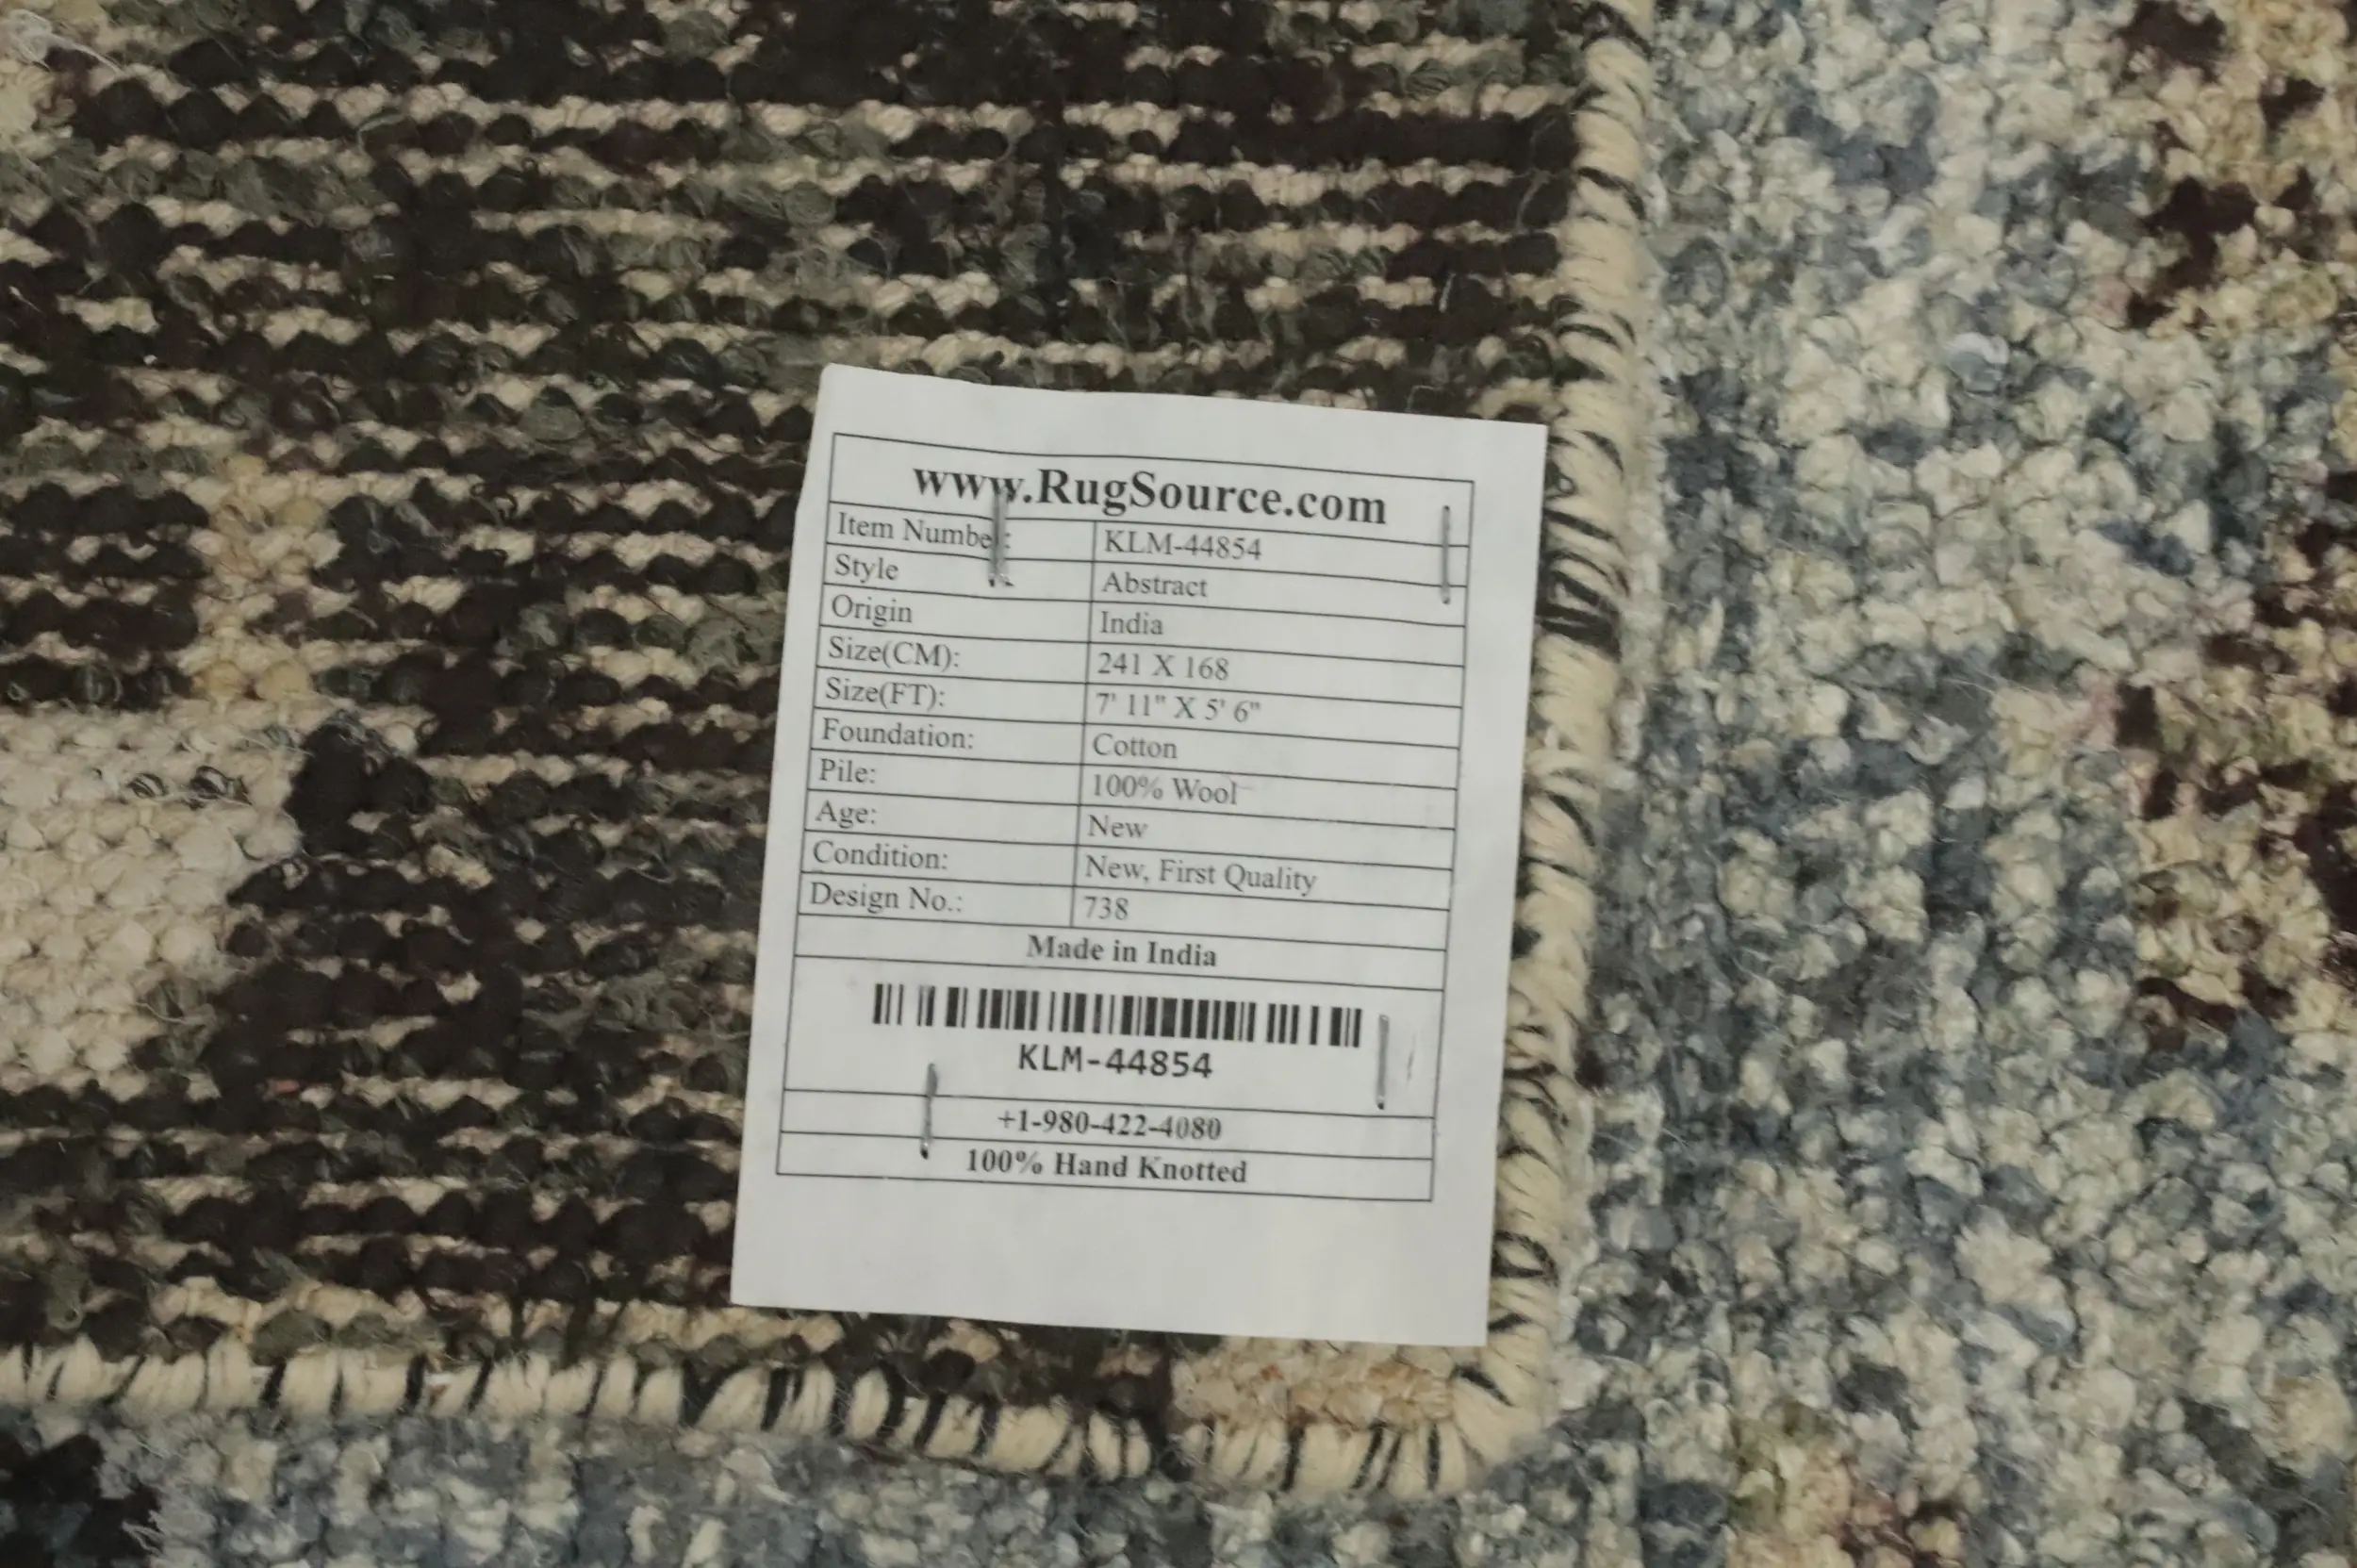 www.RugSource.com
Item Number: KLM-44854
Style Abstract
Origin India
Size(CM): 241 X 168
Size(FT): 7' 11" X 5' 6"
Foundation: Cotton
Pile: 100% Wool
Age: New
Condition: New, First Quality
Design No.: 738
Made in India
KLM-44854
+1-980-422-4080
100% Hand Knotted